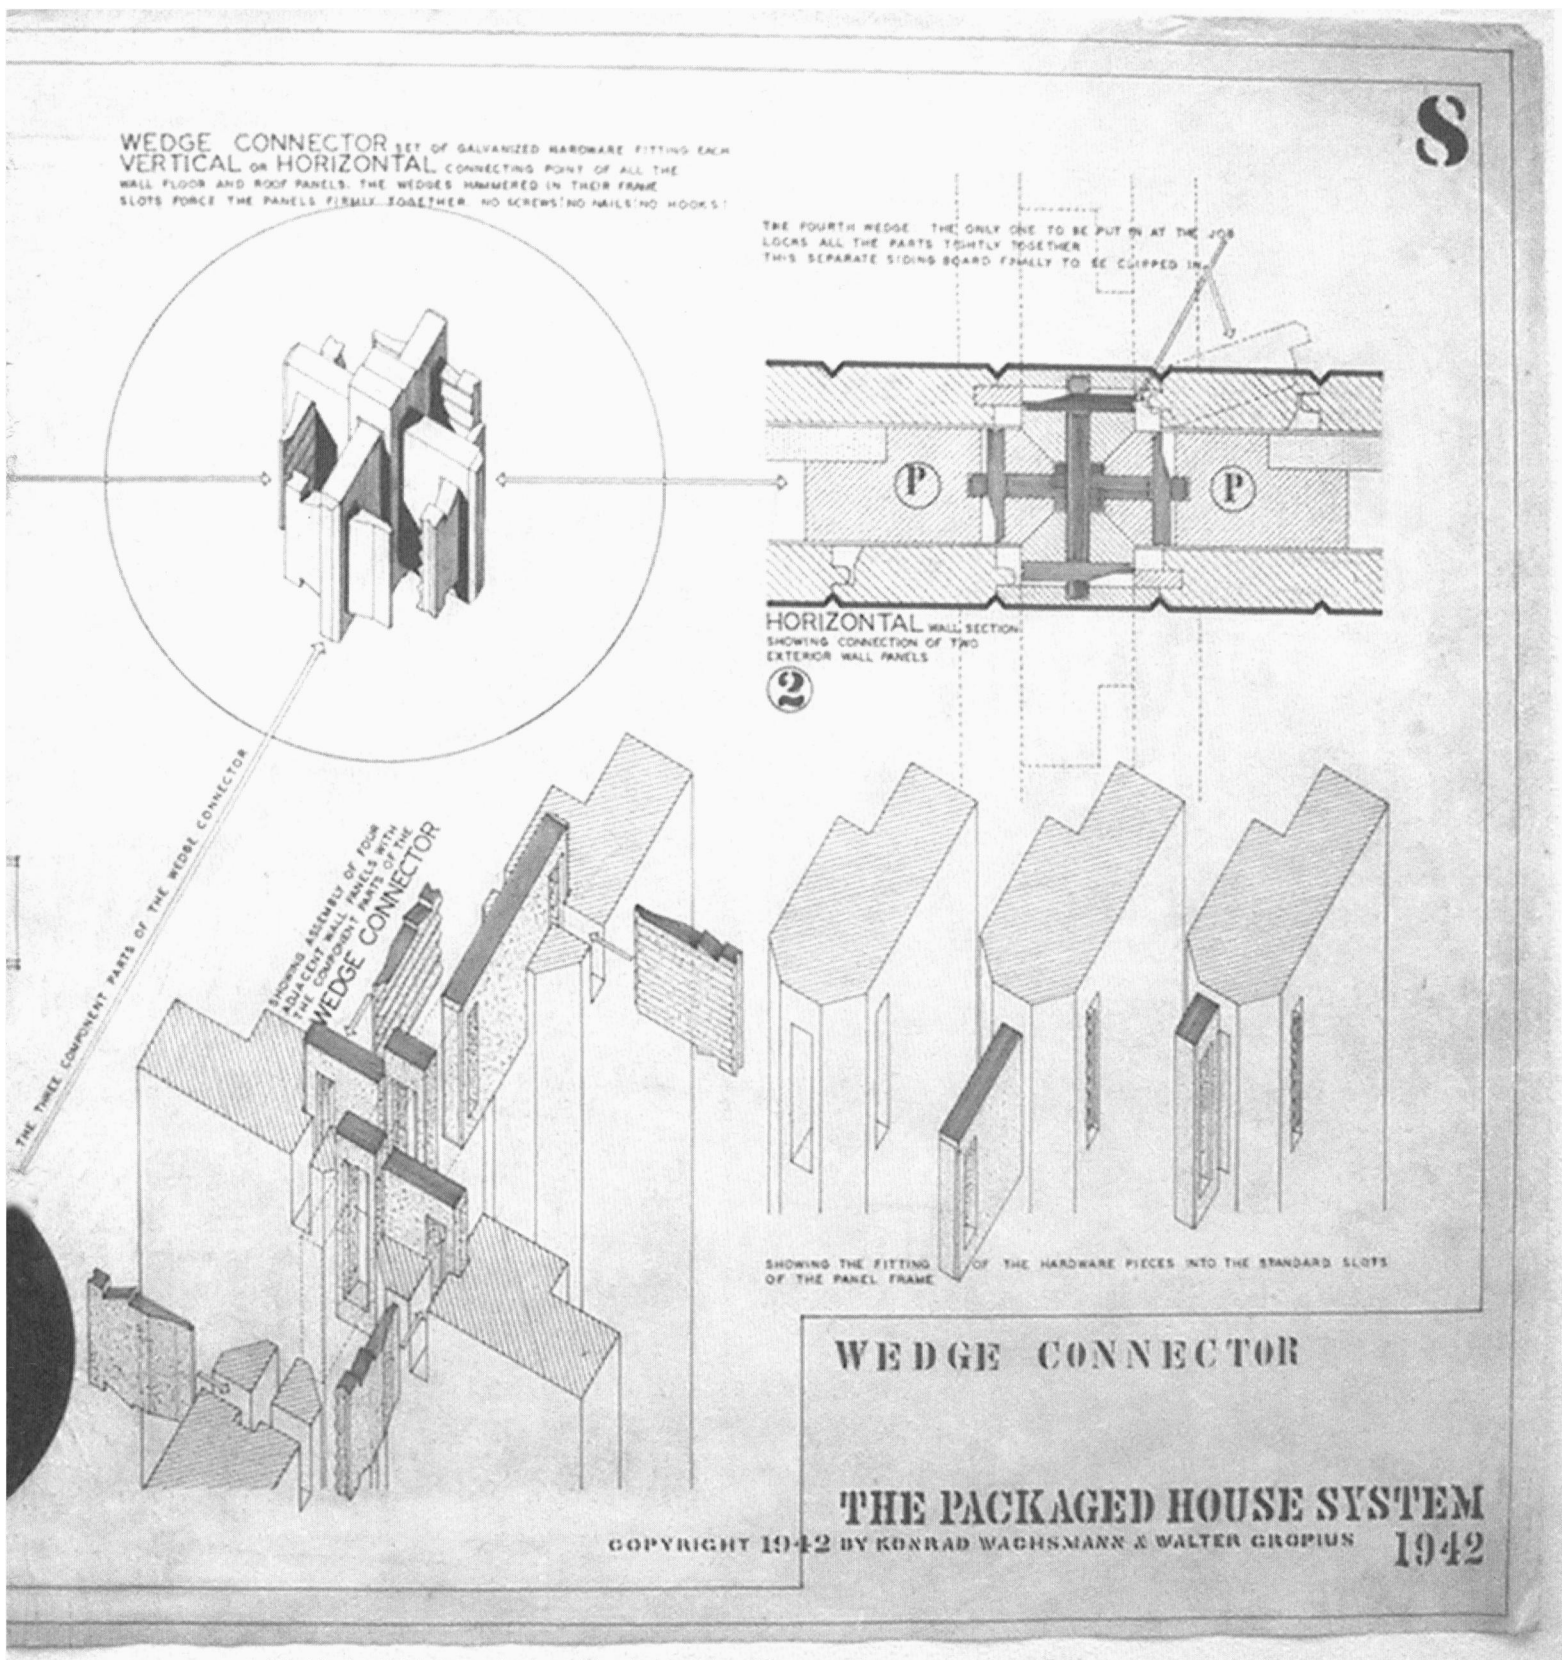 8
WEDGE CONNECTOR SET OF GALVANIZED HARDWARE FITTING EACH
VERTICAL OR HORIZONTAL CONNECTING POINT OF ALL THE
WALL FLOOR AND ROOF PANELS. THE WEDGES HAMMERED IN THEIR FRAME
SLOTS FORCE THE PANELS FIRMLY TOGETHER. NO SCREWS! NO NAILS! NO HOOKS!
THE FOURTH WEDGE THE ONLY ONE TO BE PUT IN AT THE JOB
LOCKS ALL THE PARTS TIGHTLY TOGETHER
THIS SEPARATE SIDING BOARD FINALLY TO BE CLIPPED IN
P
P
HORIZONTAL WALL SECTION
SHOWING CONNECTION OF TWO
EXTERIOR WALL PANELS
2
THE THREE COMPONENT PARTS OF THE WEDGE CONNECTOR
SHOWING ASSEMBLY OF FOUR
ADJACENT WALL PANELS WITH
THE COMPONENT PARTS OF THE
WEDGE CONNECTOR
SHOWING THE FITTING OF THE HARDWARE PIECES INTO THE STANDARD SLOTS
OF THE PANEL FRAME
WEDGE CONNECTOR
THE PACKAGED HOUSE SYSTEM
COPYRIGHT 1942 BY KONRAD WACHSMANN & WALTER GROPIUS 1942